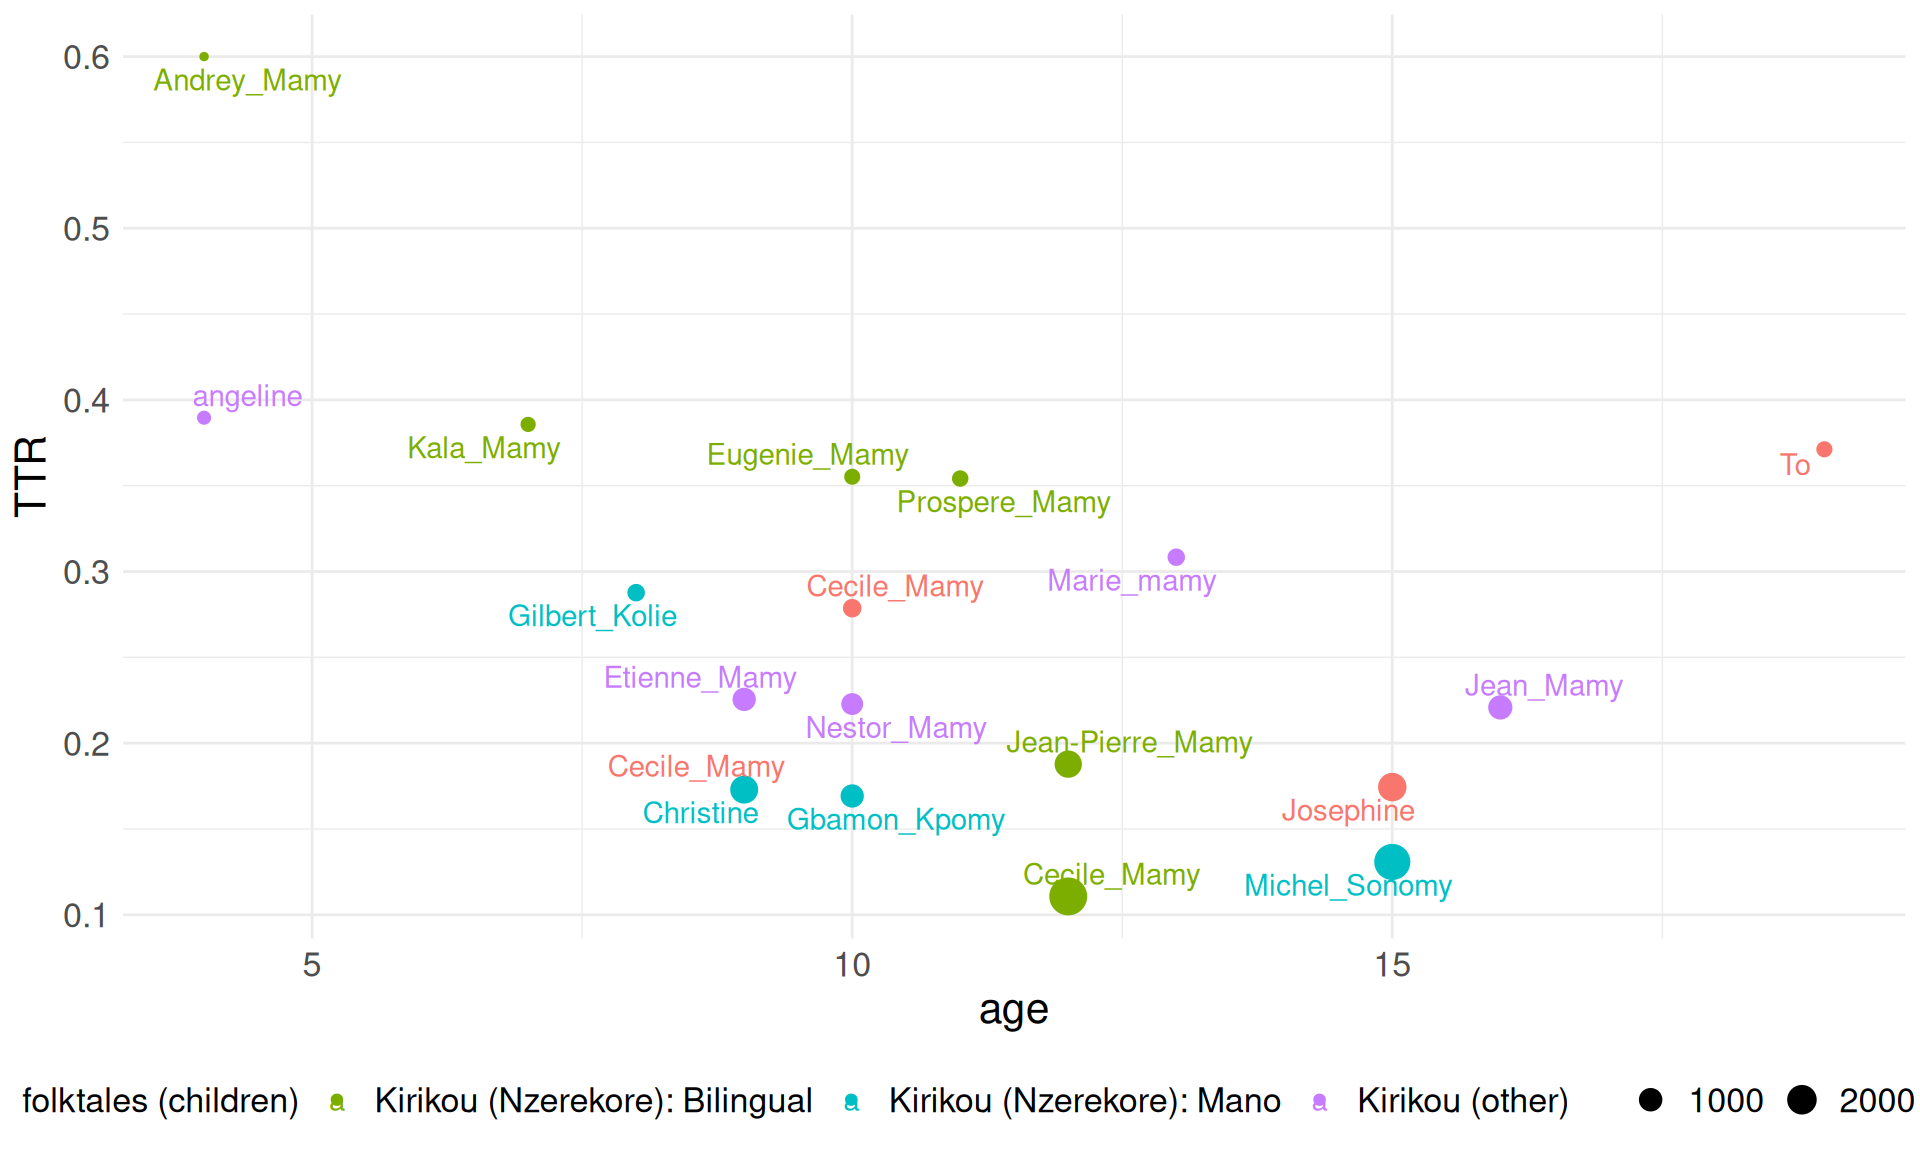 0.6
Andrey_Mamy
0.5
angeline
0.4
Kala_Mamy
Eugenie_Mamy
To
Prospere_Mamy
TTR
0.3
Marie_mamy
Cecile_Mamy
Gilbert_Kolie
Etienne_Mamy
Jean_Mamy
Nestor_Mamy
0.2
Jean-Pierre_Mamy
Cecile_Mamy
Christine
Gbamon_Kpomy
Josephine
Cecile_Mamy
Michel_Sonomy
0.1
5 10 15
age
folktales (children) a Kirikou (Nzerekore): Bilingual a Kirikou (Nzerekore): Mano a Kirikou (other) 1000 2000